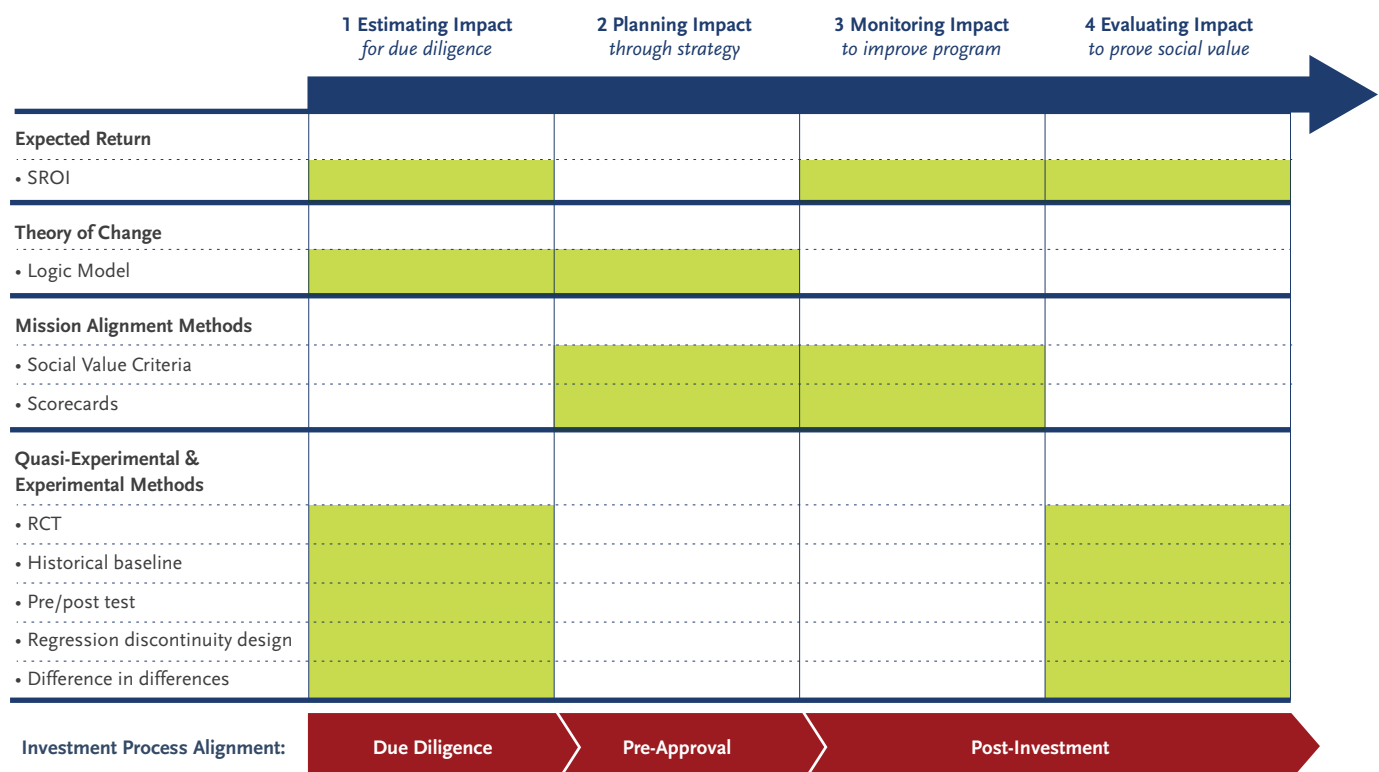 1 Estimating Impact
for due diligence
2 Planning Impact
through strategy
3 Monitoring Impact
to improve program
4 Evaluating Impact
to prove social value
Expected Return
• SROI
Theory of Change
• Logic Model
Mission Alignment Methods
• Social Value Criteria
• Scorecards
Quasi-Experimental &
Experimental Methods
• RCT
• Historical baseline
• Pre/post test
• Regression discontinuity design
• Difference in differences
Investment Process Alignment:
Due Diligence
Pre-Approval
Post-Investment